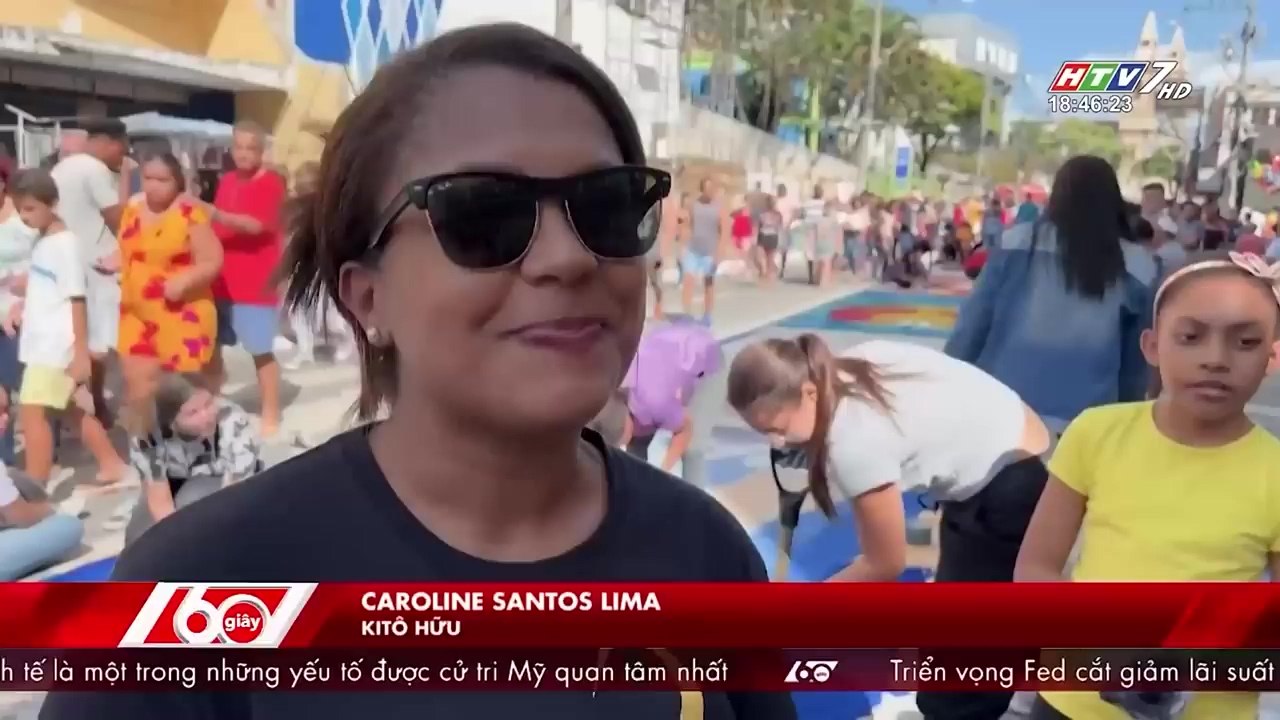 HTV7 HD
18:46:23
60 giây
CAROLINE SANTOS LIMA
KITÔ HỮU
h tế là một trong những yếu tố được cử tri Mỹ quan tâm nhất
60 giây
Triển vọng Fed cắt giảm lãi suất